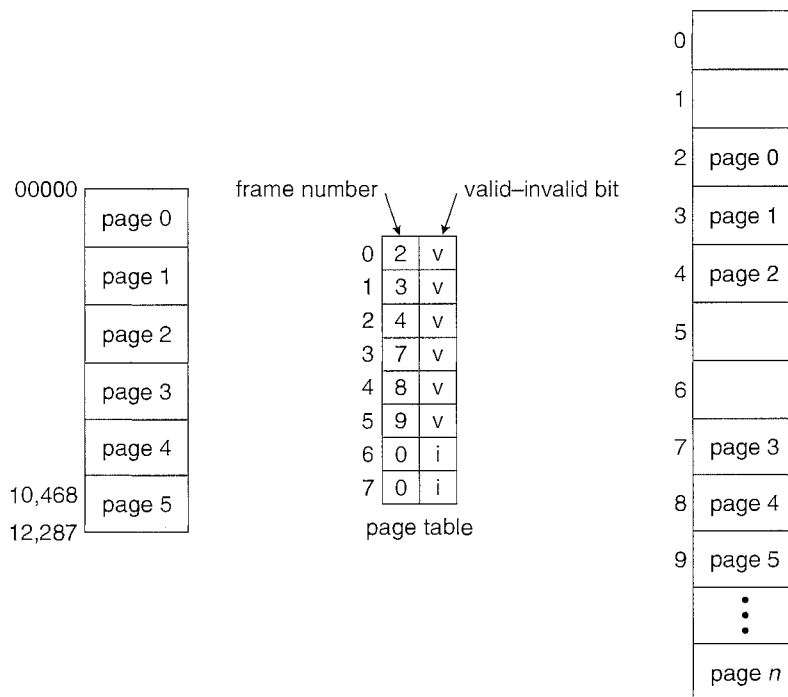 00000
page 0
page 1
page 2
page 3
page 4
10,468
page 5
12,287
frame number
valid–invalid bit
0 2 v
1 3 v
2 4 v
3 7 v
4 8 v
5 9 v
6 0 i
7 0 i
page table
0
1
2 page 0
3 page 1
4 page 2
5
6
7 page 3
8 page 4
9 page 5
page n